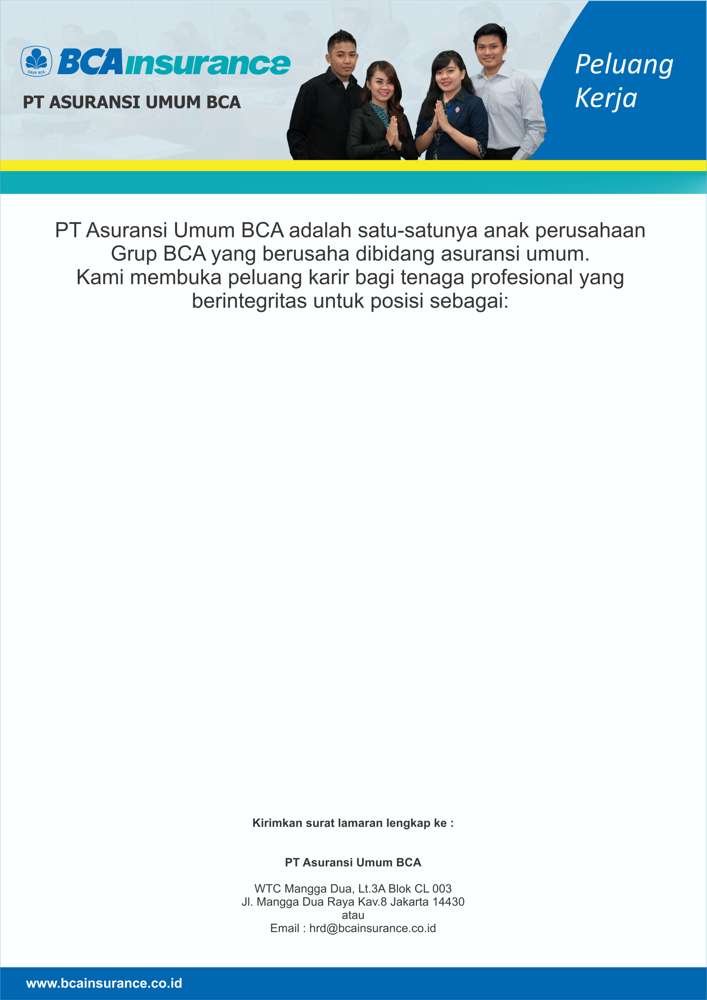 GRUP BCA
BCAinsurance
PT ASURANSI UMUM BCA
Peluang
Kerja
PT Asuransi Umum BCA adalah satu-satunya anak perusahaan
Grup BCA yang berusaha dibidang asuransi umum.
Kami membuka peluang karir bagi tenaga profesional yang
berintegritas untuk posisi sebagai:
Kirimkan surat lamaran lengkap ke :
PT Asuransi Umum BCA
WTC Mangga Dua, Lt.3A Blok CL 003
Jl. Mangga Dua Raya Kav.8 Jakarta 14430
atau
Email : hrd@bcainsurance.co.id
www.bcainsurance.co.id